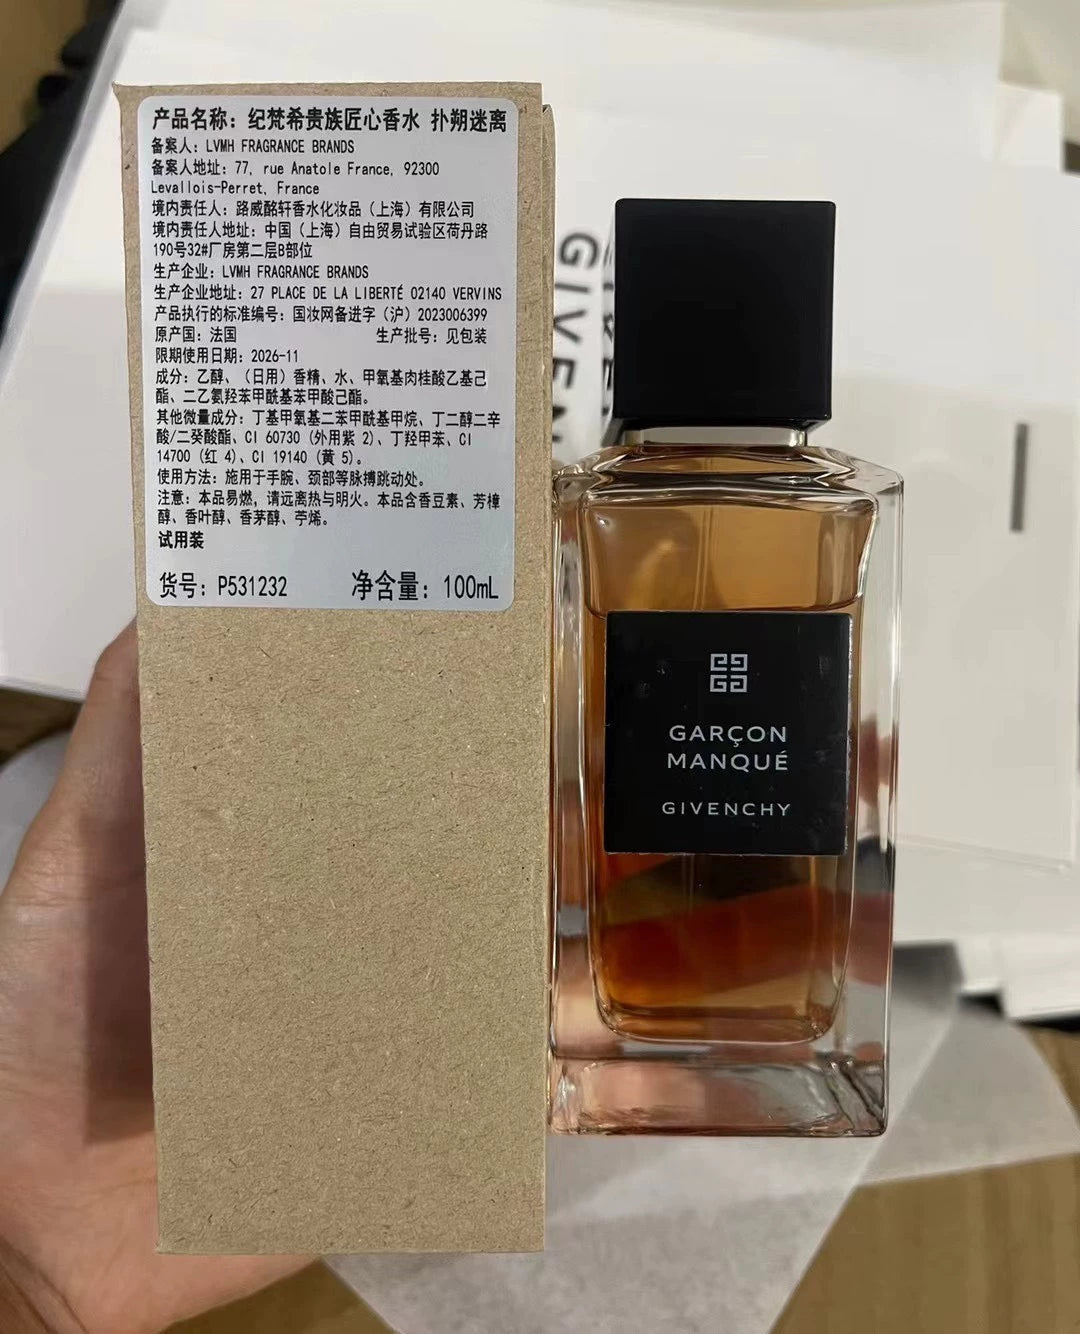 产品名称：纪梵希贵族匠心香水 扑朔迷离
备案人：LVMH FRAGRANCE BRANDS
备案人地址：77, rue Anatole France, 92300
Levallois-Perret, France
境内责任人：路威酩轩香水化妆品（上海）有限公司
境内责任人地址：中国（上海）自由贸易试验区荷丹路
190号32#厂房第二层B部位
生产企业：LVMH FRAGRANCE BRANDS
生产企业地址：27 PLACE DE LA LIBERTÉ 02140 VERVINS
产品执行的标准编号：国妆网备进字（沪）2023006399
原产国：法国 生产批号：见包装
限期使用日期：2026-11
成分：乙醇、（日用）香精、水、甲氧基肉桂酸乙基己
酯、二乙氨羟苯甲酰基苯甲酸己酯。
其他微量成分：丁基甲氧基二苯甲酰基甲烷、丁二醇二辛
酸/二癸酸酯、CI 60730（外用紫 2）、丁羟甲苯、CI
14700（红 4）、CI 19140（黄 5）。
使用方法：施用于手腕、颈部等脉搏跳动处。
注意：本品易燃，请远离热与明火。本品含香豆素、芳樟
醇、香叶醇、香茅醇、苧烯。
试用装
货号：P531232 净含量：100mL
GARÇON
MANQUÉ
GIVENCHY
GIVEN